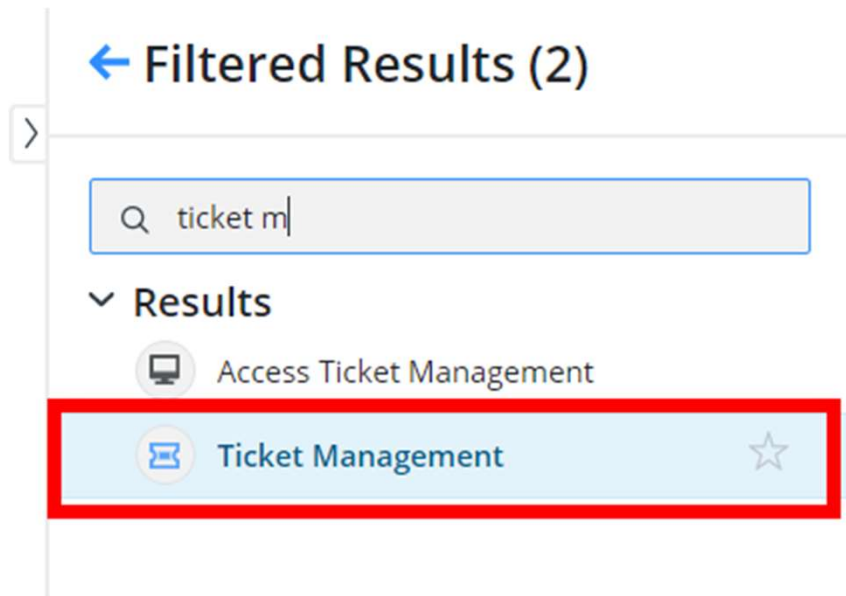 Filtered Results (2)
ticket m
Results
Access Ticket Management
Ticket Management